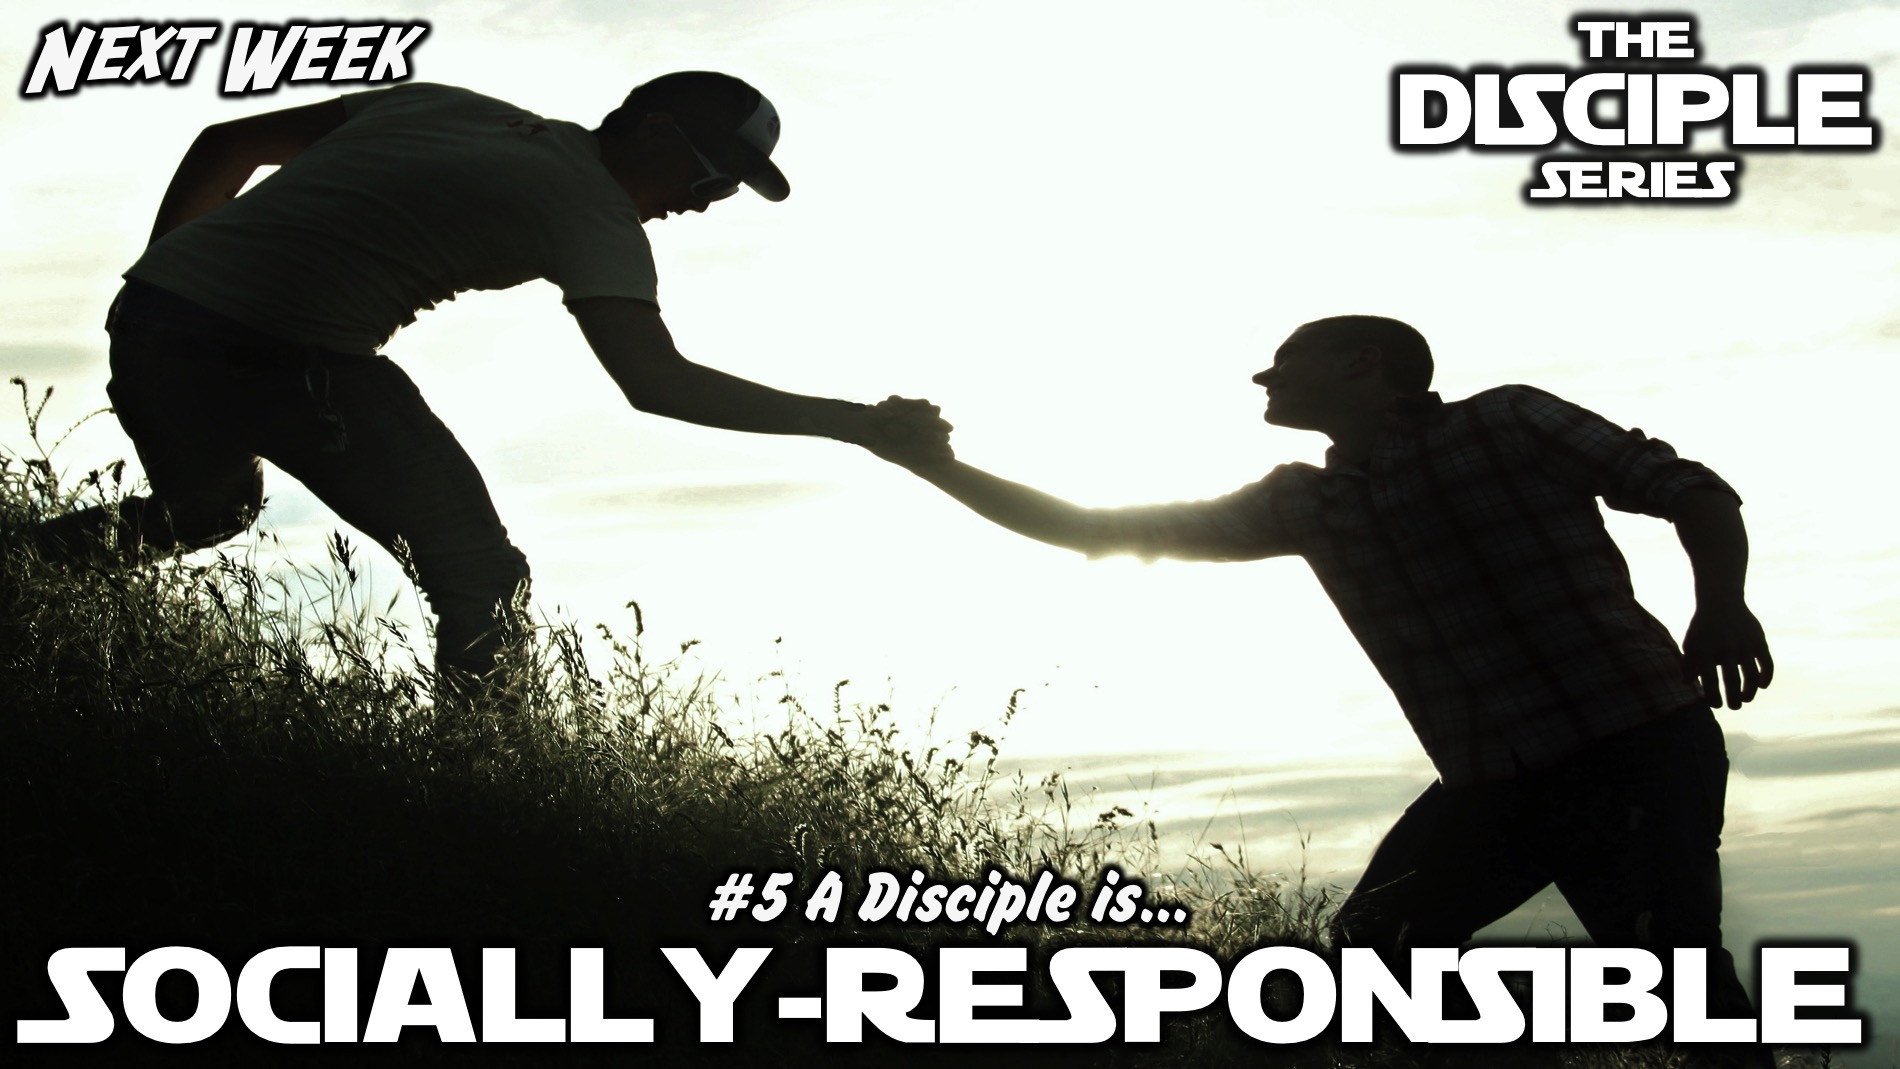 Next Week
THE
DISCIPLE
SERIES
#5 A Disciple is...
SOCIALLY-RESPONSIBLE